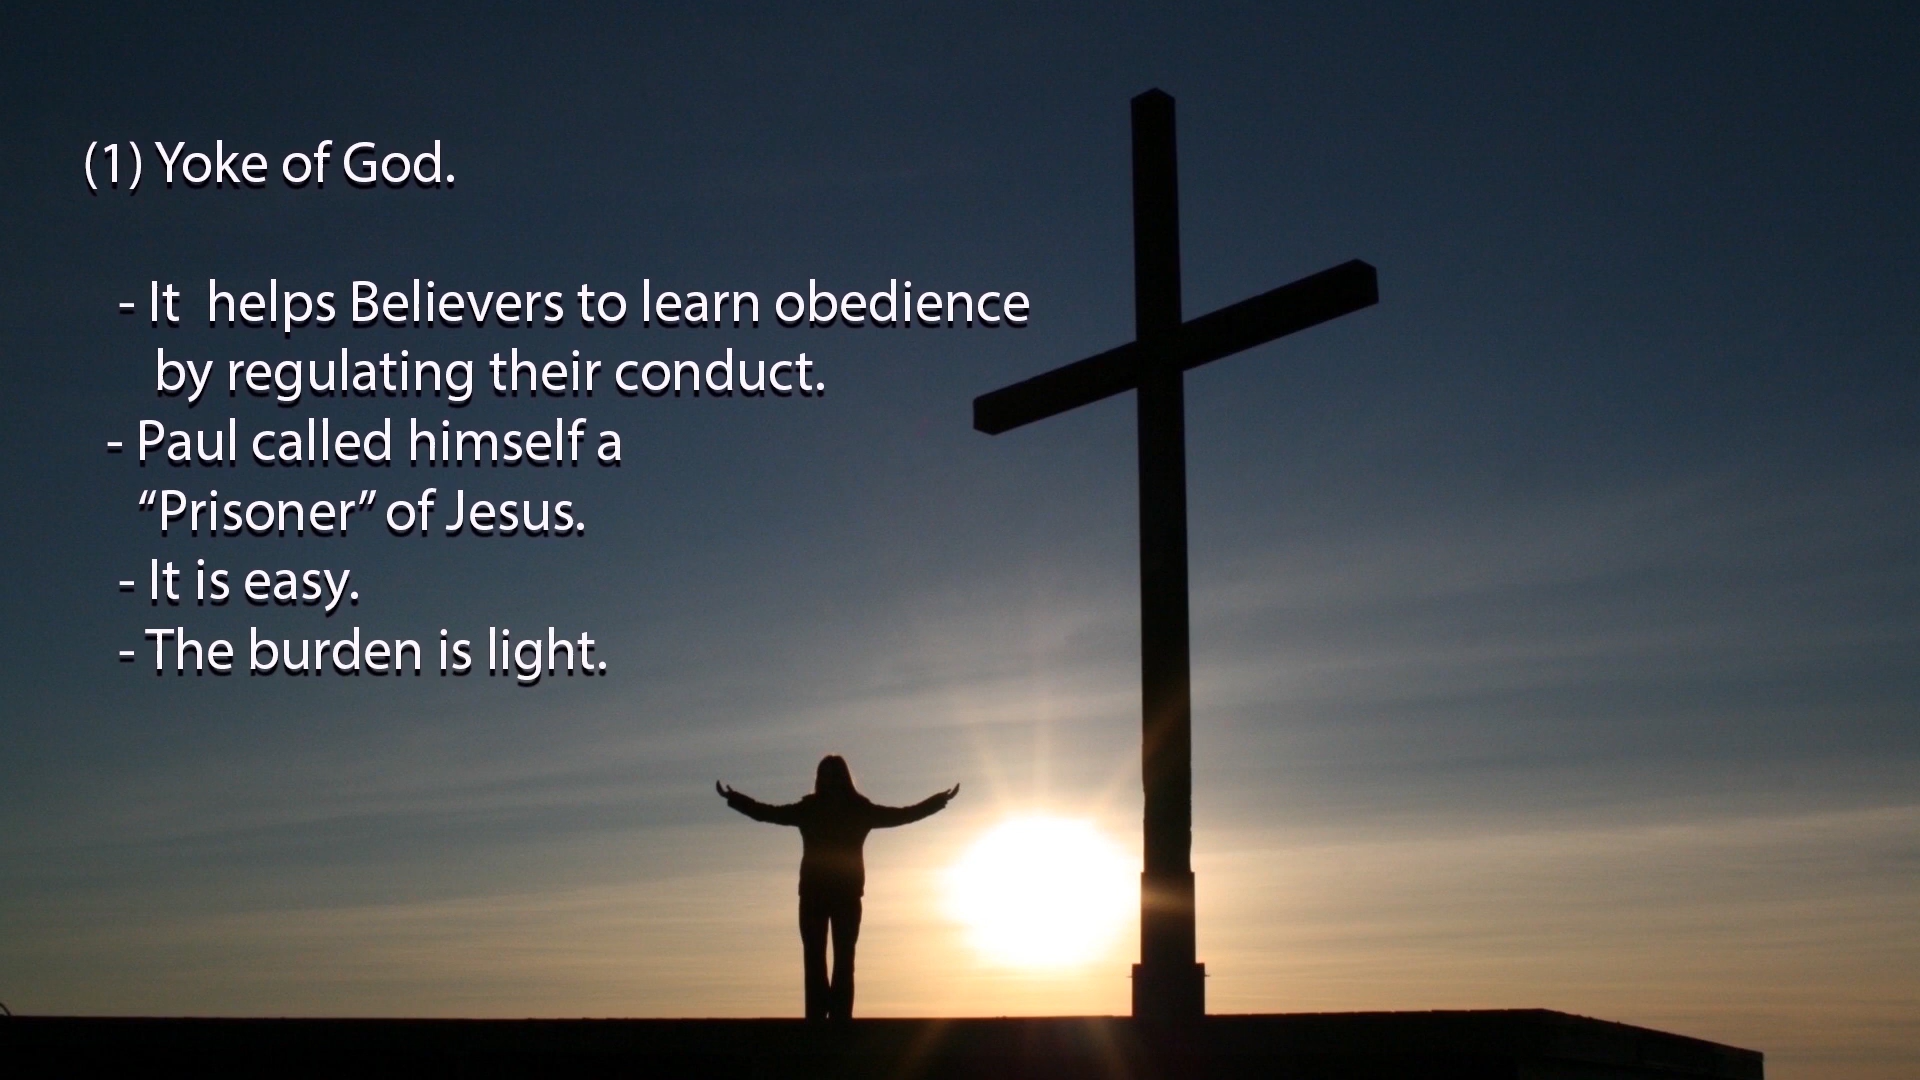 (1) Yoke of God.
- It  helps Believers to learn obedience
by regulating their conduct.
- Paul called himself a
“Prisoner” of Jesus.
- It is easy.
- The burden is light.